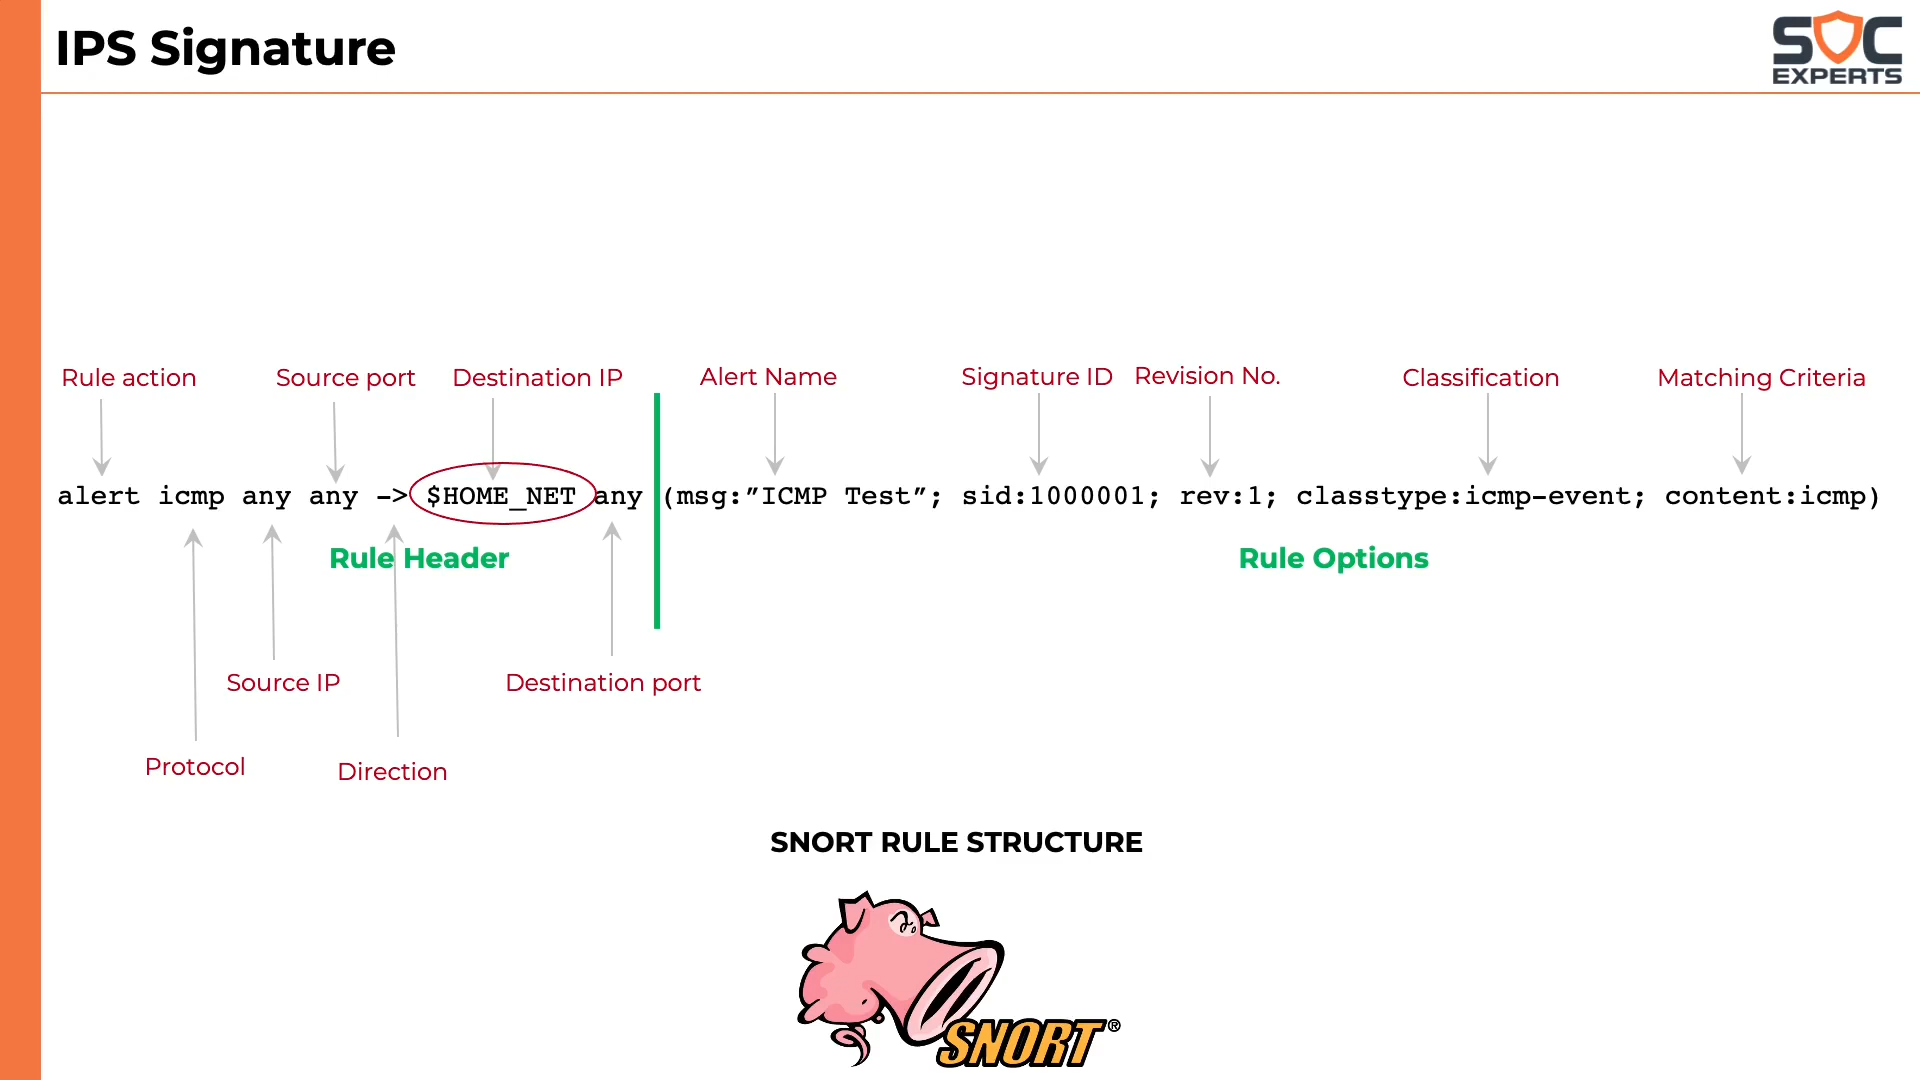 IPS Signature
SOC
EXPERTS
Rule action
Source port
Destination IP
Alert Name
Signature ID
Revision No.
Classification
Matching Criteria
alert icmp any any -> $HOME_NET any (msg:”ICMP Test”; sid:1000001; rev:1; classtype:icmp-event; content:icmp)
Rule Header
Rule Options
Source IP
Destination port
Protocol
Direction
SNORT RULE STRUCTURE
SNORT®